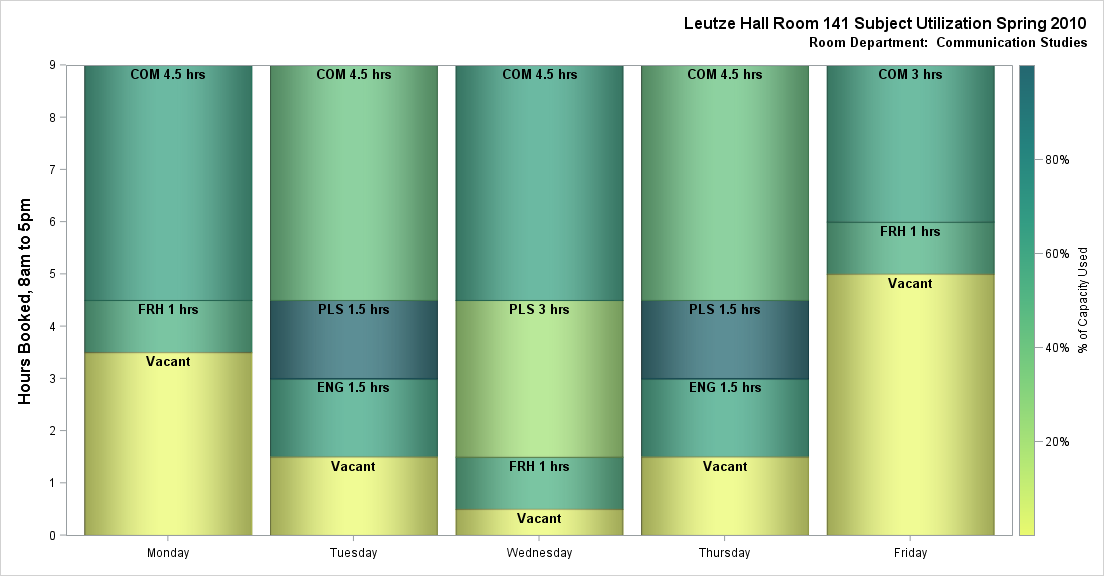 Leutze Hall Room 141 Subject Utilization Spring 2010
Room Department:  Communication Studies
Hours Booked, 8am to 5pm
9
8
7
6
5
4
3
2
1
0
COM 4.5 hrs
FRH 1 hrs
Vacant
Monday
COM 4.5 hrs
PLS 1.5 hrs
ENG 1.5 hrs
Vacant
Tuesday
COM 4.5 hrs
PLS 3 hrs
FRH 1 hrs
Vacant
Wednesday
COM 4.5 hrs
PLS 1.5 hrs
ENG 1.5 hrs
Vacant
Thursday
COM 3 hrs
FRH 1 hrs
Vacant
Friday
80%
60%
40%
20%
% of Capacity Used